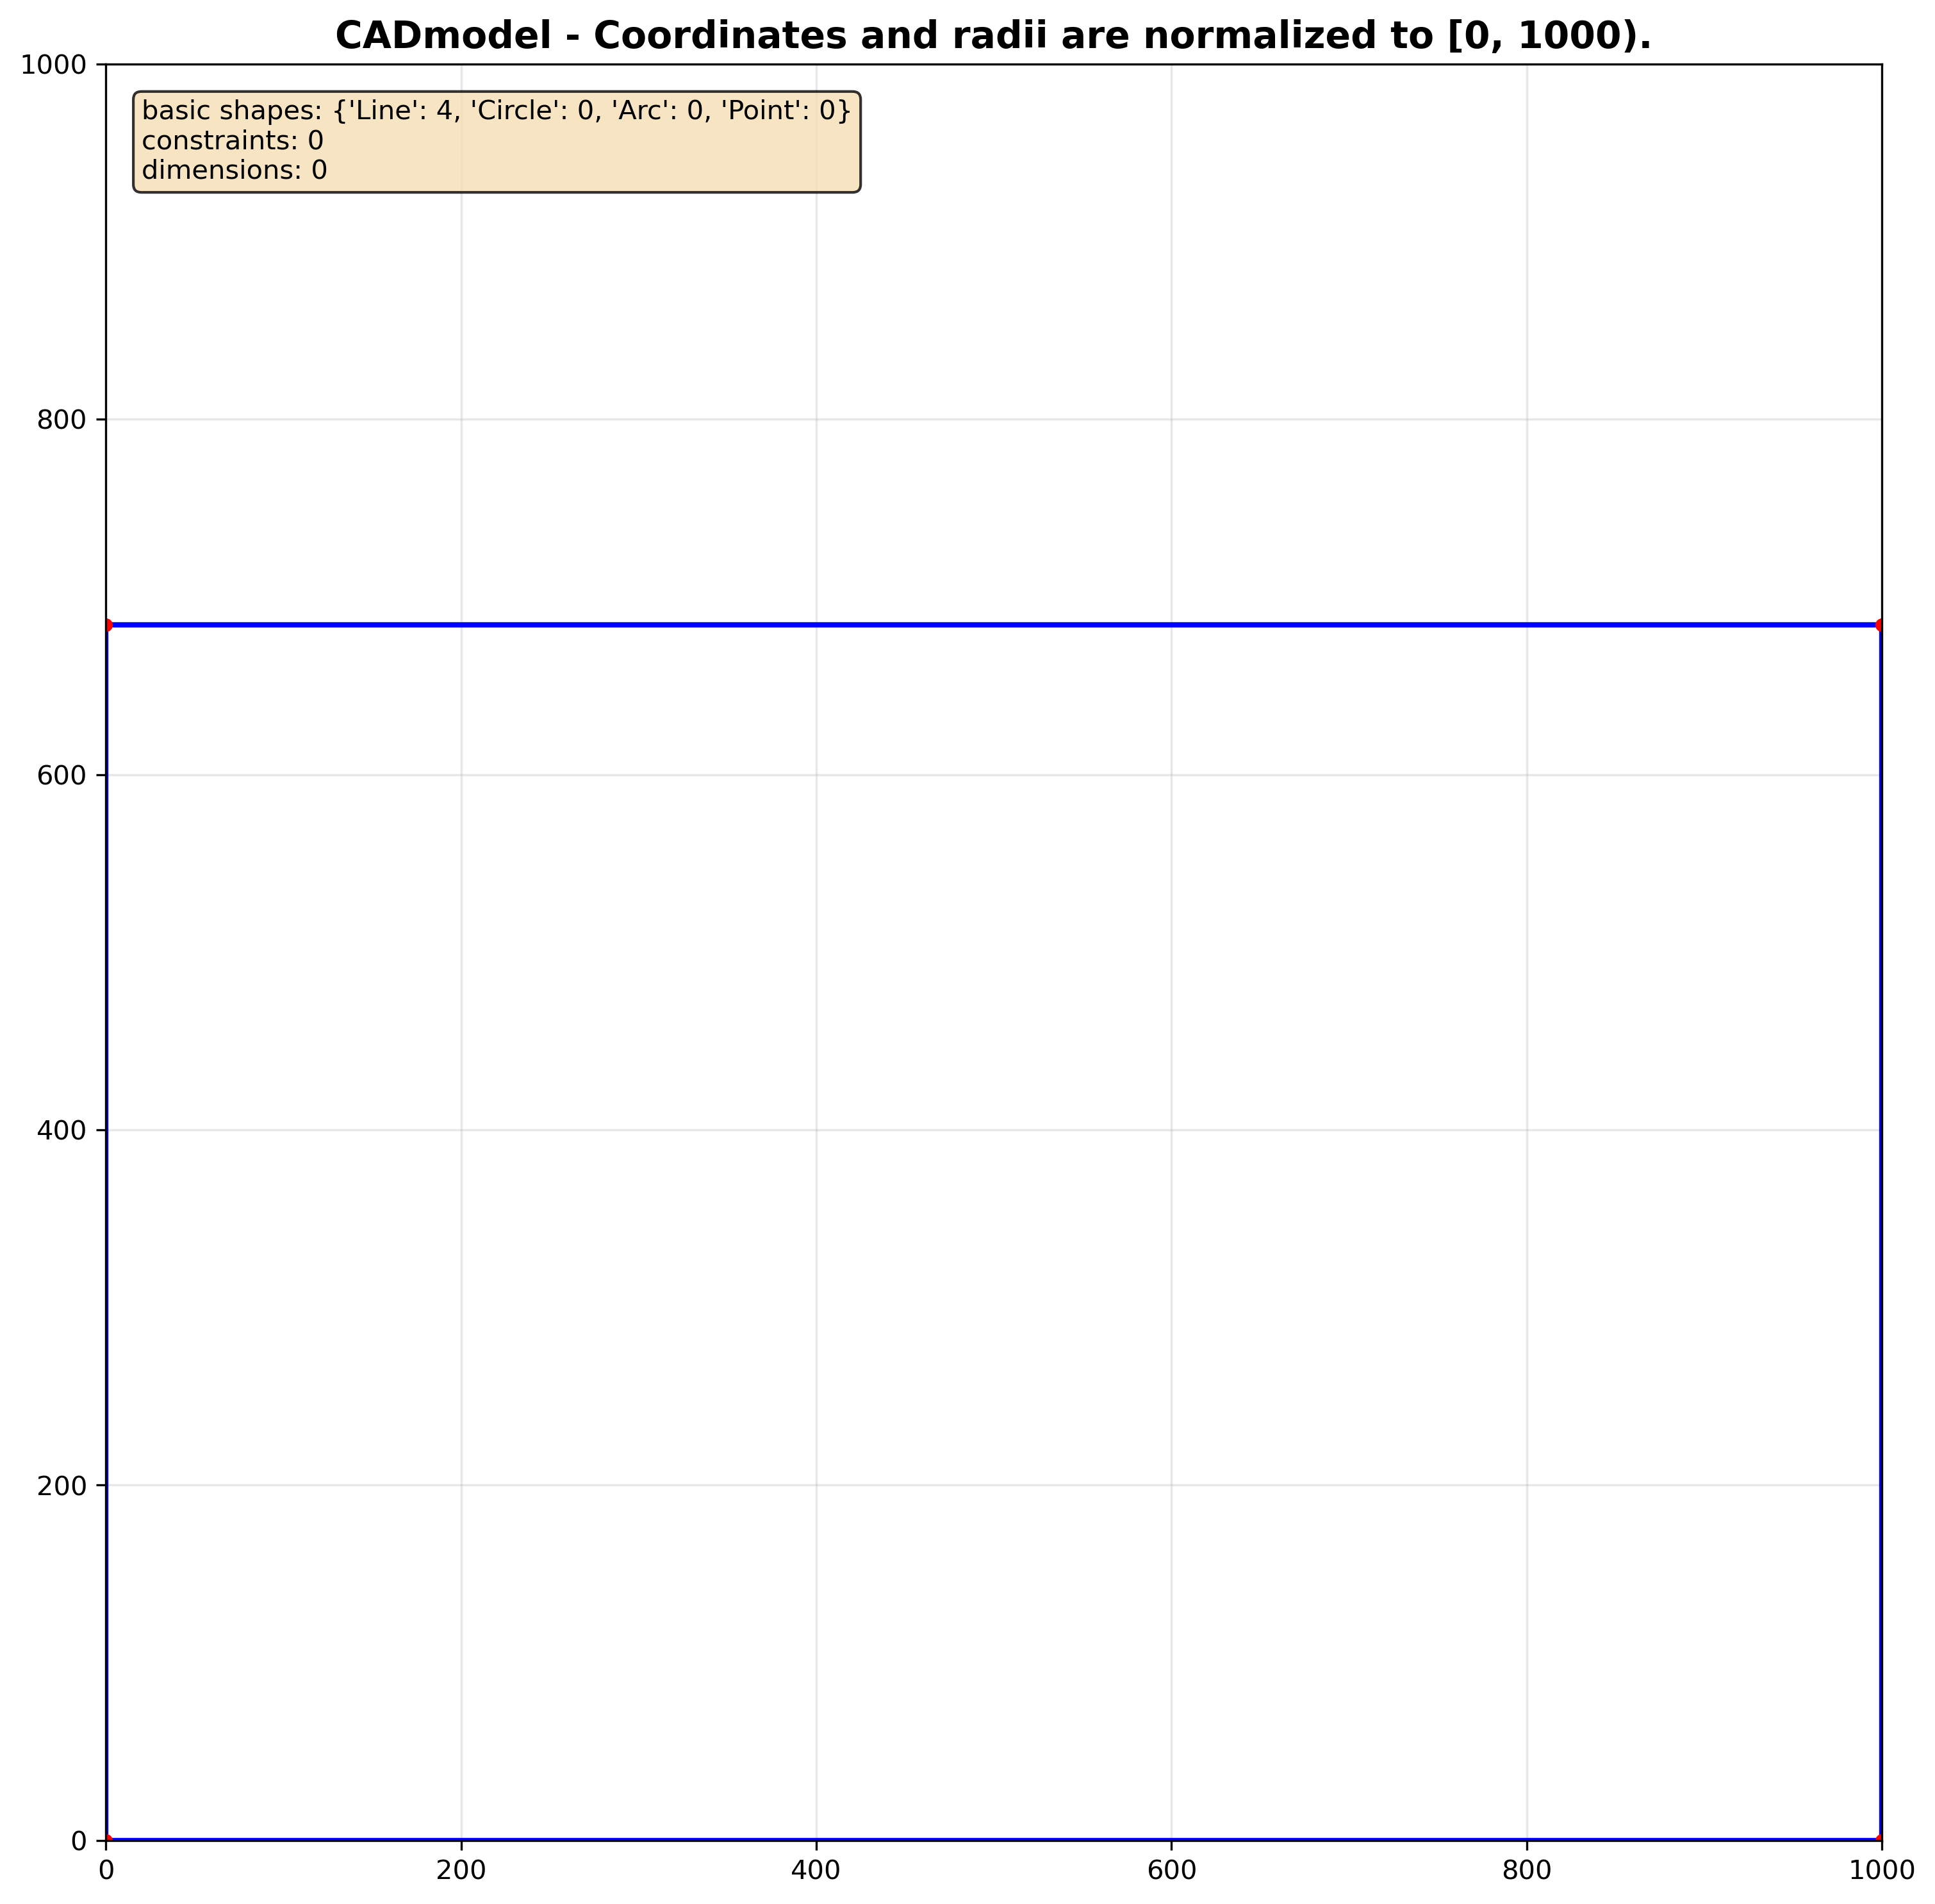 CADmodel - Coordinates and radii are normalized to [0, 1000).
basic shapes: {'Line': 4, 'Circle': 0, 'Arc': 0, 'Point': 0}
constraints: 0
dimensions: 0
1000
800
600
400
200
0
0 200 400 600 800 1000